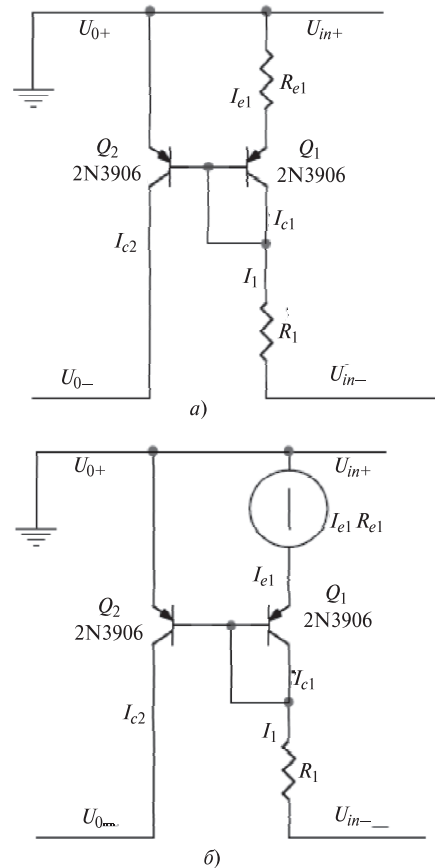 U0+ Uin+
Ie1 Re1
Q2 Q1
2N3906 2N3906
Ic2 Ic1
I1
R1
U0– Uin–
а)
U0+ Uin+
Ie1 Re1
Ie1
Q2 Q1
2N3906 2N3906
Ic2 Ic1
I1
R1
U0– Uin–
б)